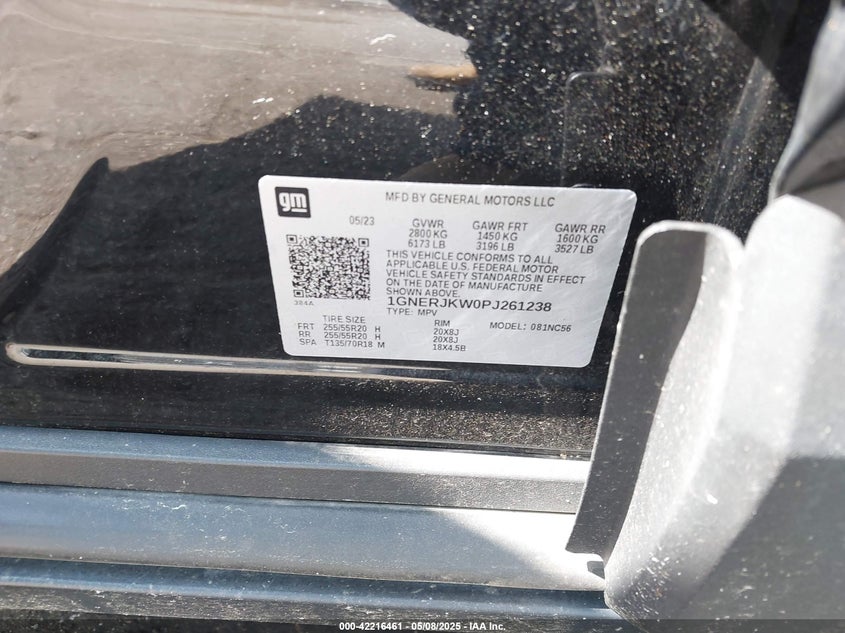 gm
MFD BY GENERAL MOTORS LLC
05/23
GVWR GAWR FRT GAWR RR
2800 KG 1450 KG 1600 KG
6173 LB 3196 LB 3527 LB
THIS VEHICLE CONFORMS TO ALL
APPLICABLE U.S. FEDERAL MOTOR
VEHICLE SAFETY STANDARDS IN EFFECT
ON THE DATE OF MANUFACTURE
SHOWN ABOVE.
384A
1GNERJKW0PJ261238
TYPE: MPV
TIRE SIZE RIM MODEL: 081NC56
FRT 255/55R20 H 20X8J
RR 255/55R20 H 20X8J
SPA T135/70R18 M 18X4.5B
000-42216461 - 05/08/2025 - IAA Inc.